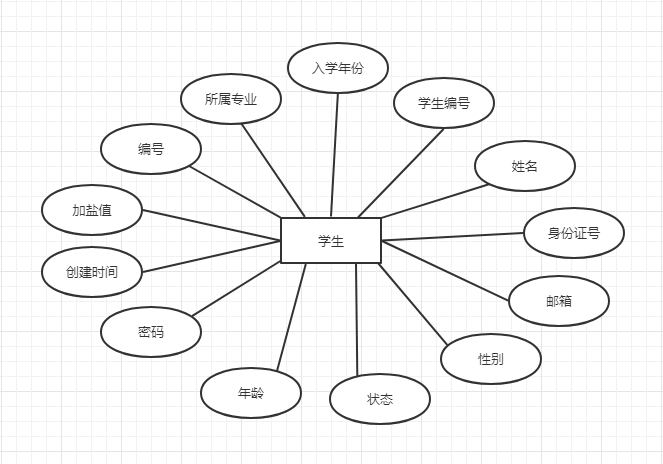 入学年份
所属专业
学生编号
编号
姓名
加盐值
身份证号
学生
创建时间
邮箱
密码
性别
年龄
状态